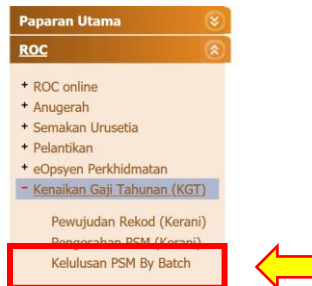 Paparan Utama
ROC
+ ROC online
+ Anugerah
+ Semakan Urusetia
+ Pelantikan
+ eOpsyen Perkhidmatan
- Kenaikan Gaji Tahunan (KGT)
Pewujudan Rekod (Kerani)
Pengesahan PSM (Kerani)
Kelulusan PSM By Batch